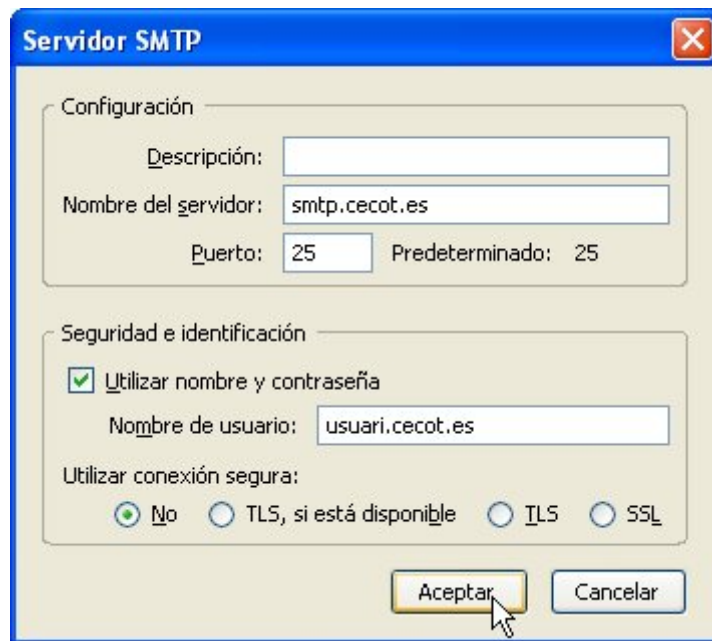 Servidor SMTP
Configuración
Descripción:
Nombre del servidor: smtp.cecot.es
Puerto: 25 Predeterminado: 25
Seguridad e identificación
Utilizar nombre y contraseña
Nombre de usuario: usuari.cecot.es
Utilizar conexión segura:
No TLS, si está disponible TLS SSL
Aceptar Cancelar